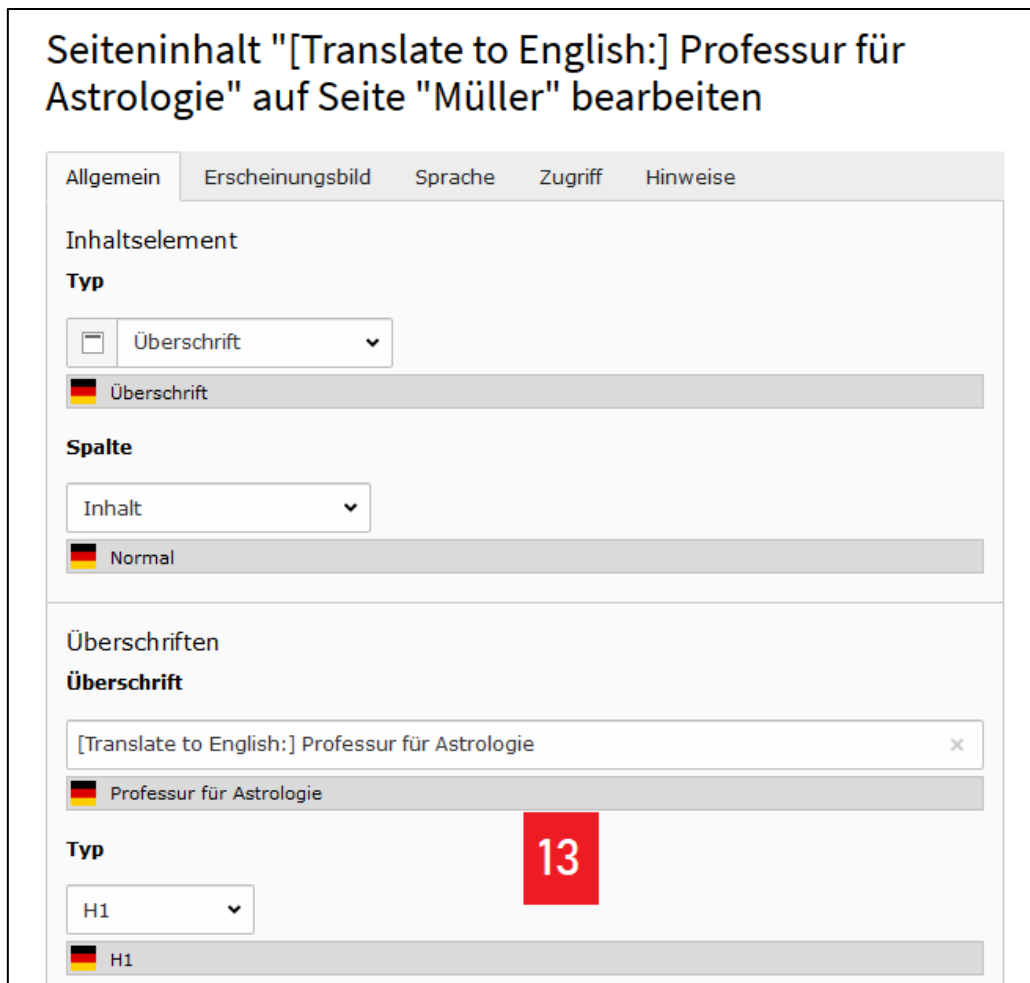 Seiteninhalt "[Translate to English:] Professur für
Astrologie" auf Seite "Müller" bearbeiten
Allgemein Erscheinungsbild Sprache Zugriff Hinweise
Inhaltselement
Typ
Überschrift
Überschrift
Spalte
Inhalt
Normal
Überschriften
Überschrift
[Translate to English:] Professur für Astrologie ×
Professur für Astrologie
Typ
13
H1
H1